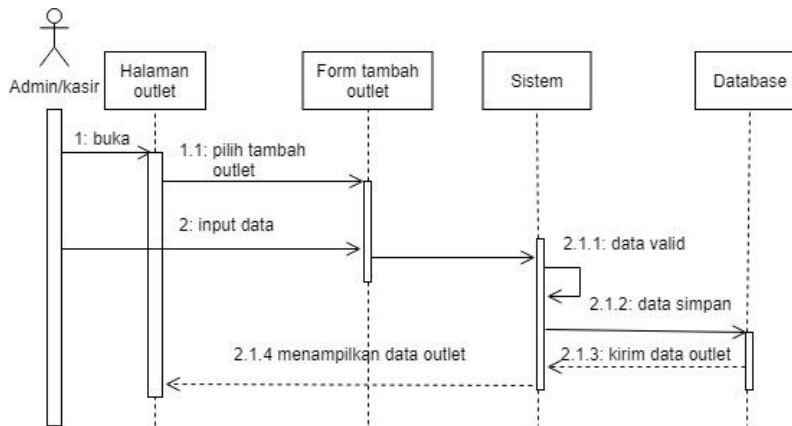 Admin/kasir
Halaman
outlet
Form tambah
outlet
Sistem
Database
1: buka
1.1: pilih tambah
outlet
2: input data
2.1.1: data valid
2.1.2: data simpan
2.1.3: kirim data outlet
2.1.4 menampilkan data outlet